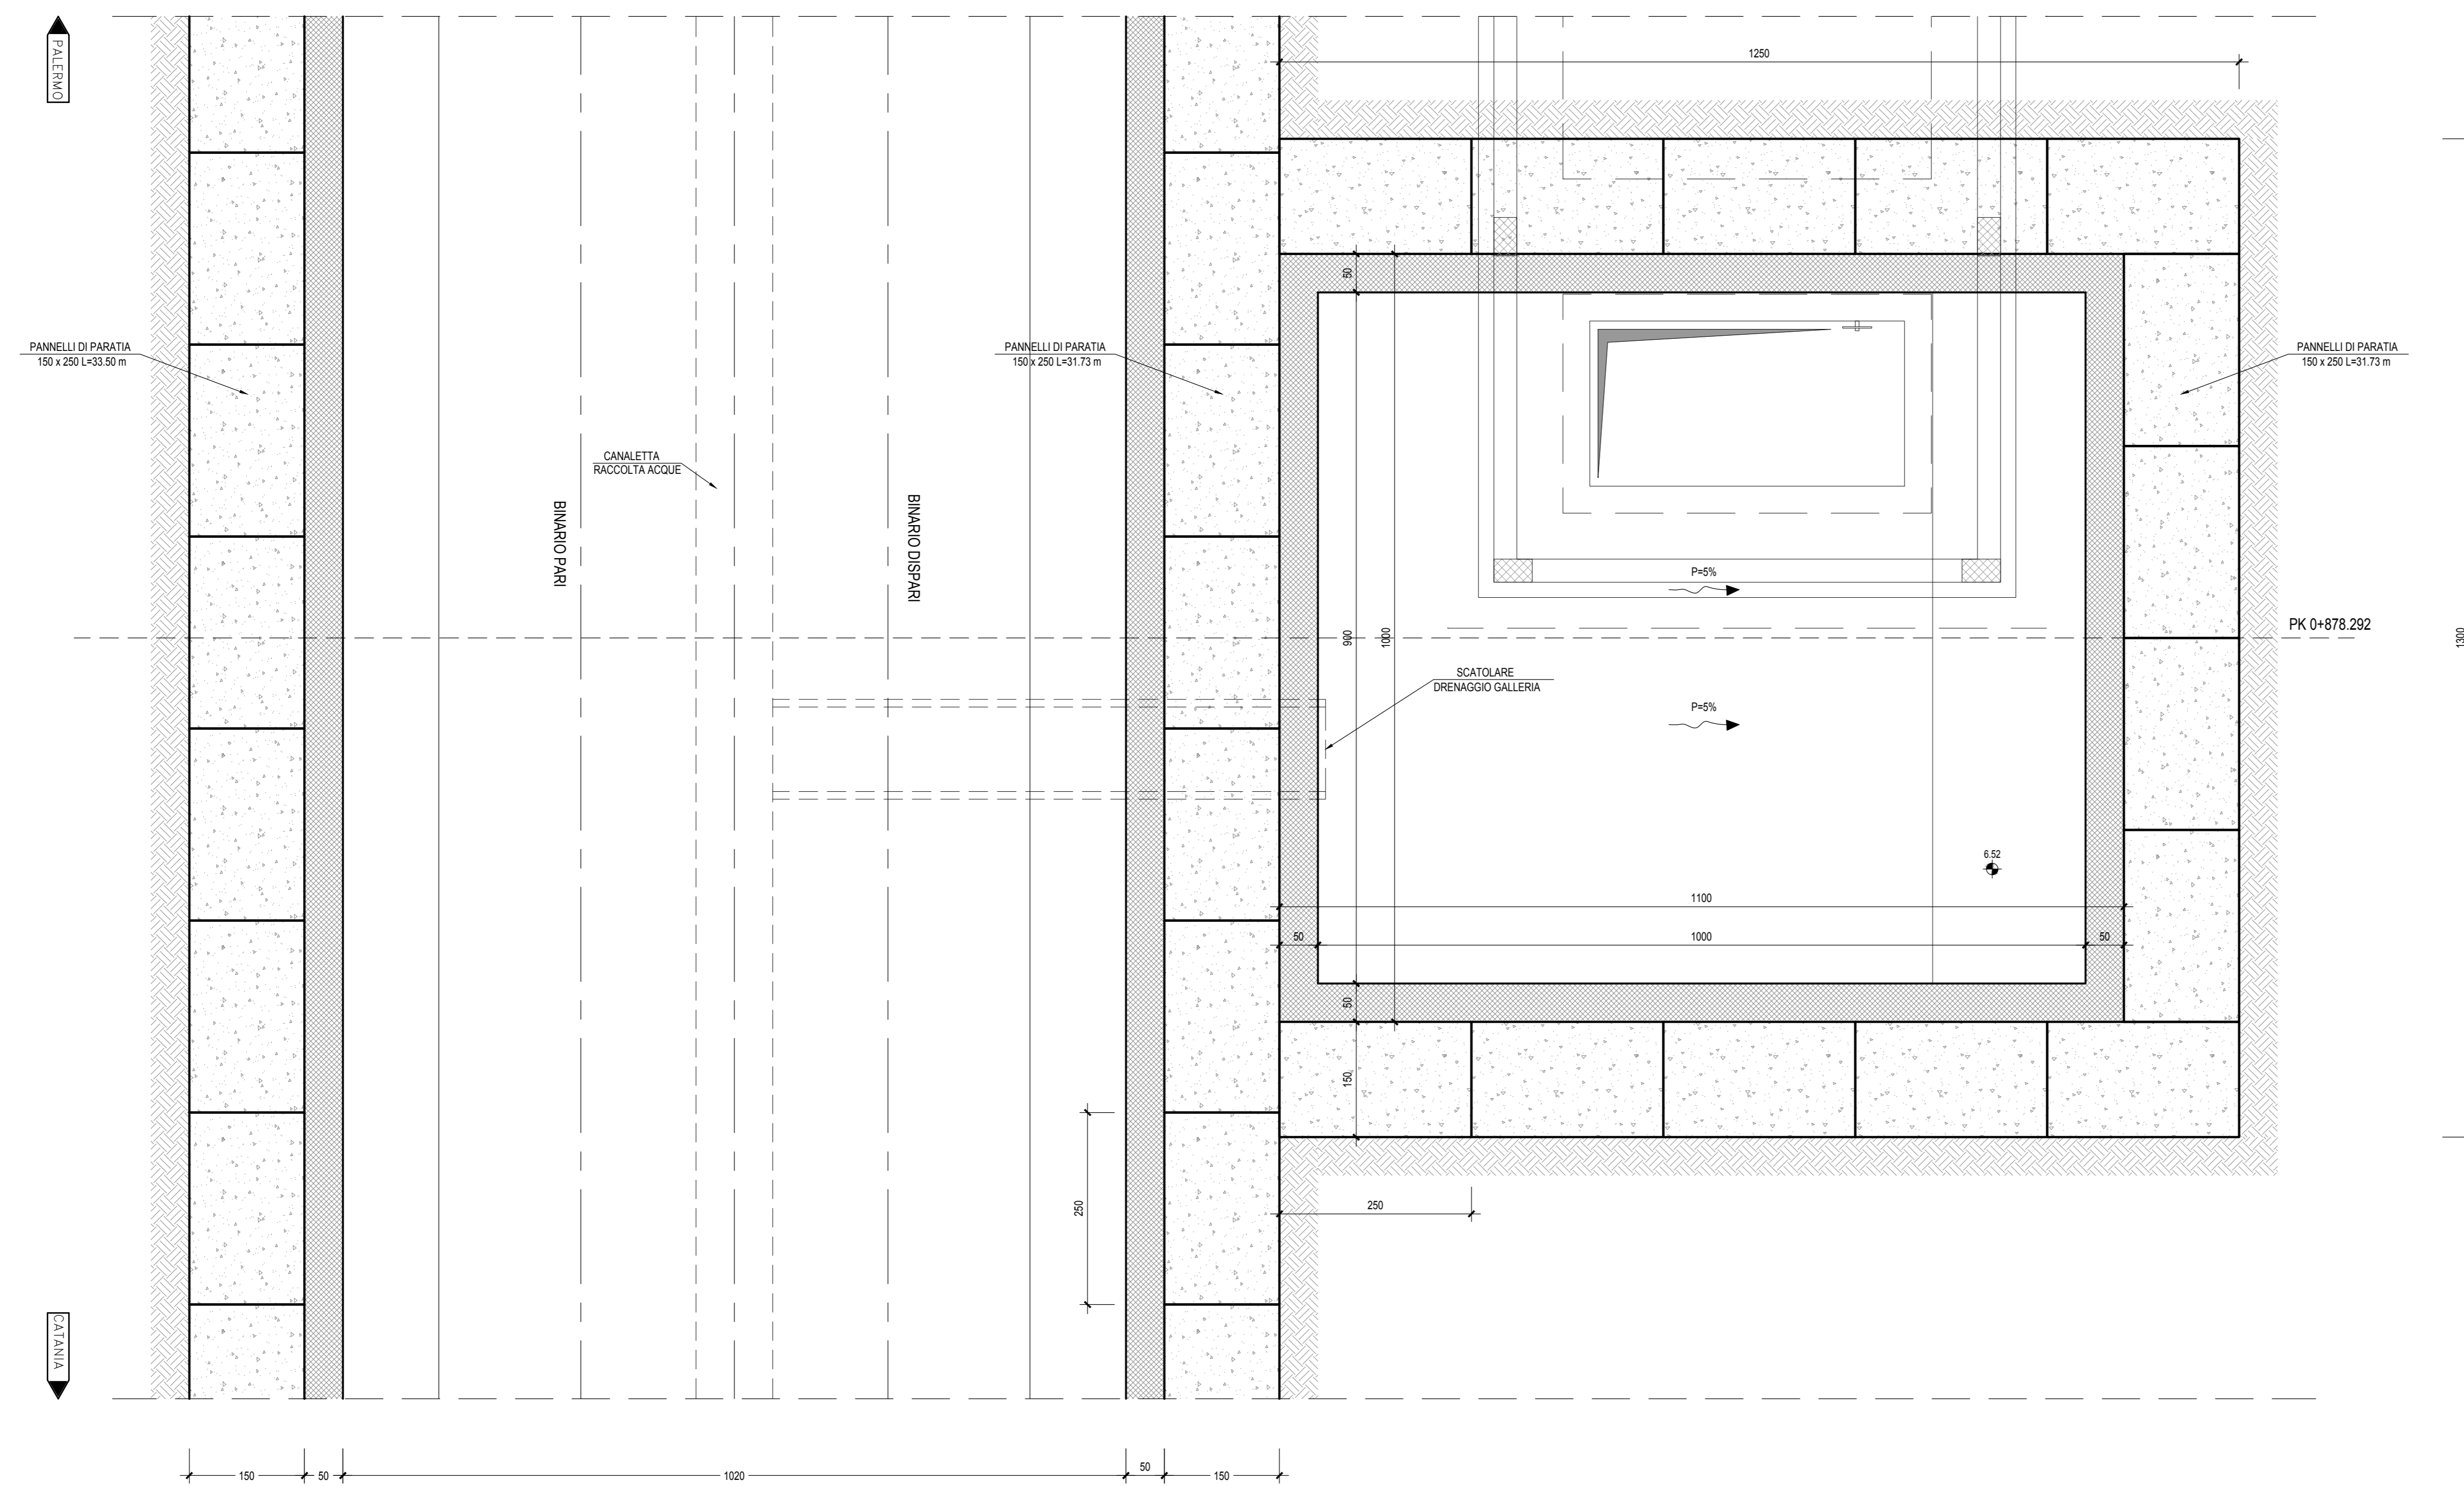 PALERMO
1250
50
PANNELLI DI PARATIA
150 x 250 L=33.50 m
PANNELLI DI PARATIA
150 x 250 L=31.73 m
PANNELLI DI PARATIA
150 x 250 L=31.73 m
CANALETTA
RACCOLTA ACQUE
BINARIO PARI
BINARIO DISPARI
P=5%
PK 0+878.292
900
1000
1300
SCATOLARE
DRENAGGIO GALLERIA
P=5%
6.52
1100
50
1000
50
50
150
250
250
CATANIA
150
50
1020
50
150